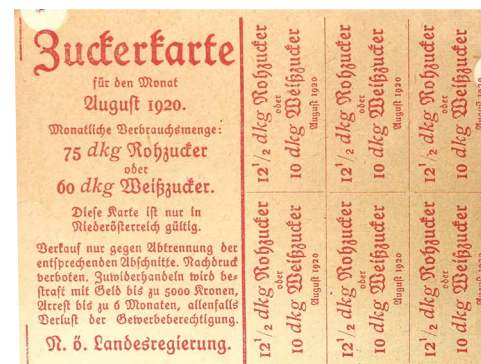 Zuckerkarte
für den Monat
August 1920.
Monatliche Verbrauchsmenge:
75 dkg Rohzucker
oder
60 dkg Weißzucker.
Diese Karte ist nur in
Niederösterreich gültig.
Verkauf nur gegen Abtrennung der
entsprechenden Abschnitte. Nachdruck
verboten. Zuwiderhandeln wird be-
straft mit Geld bis zu 5000 Kronen,
Arrest bis zu 6 Monaten, allenfalls
Verlust der Gewerbeberechtigung.
N. ö. Landesregierung.
12 1/2 dkg Rohzucker
oder
10 dkg Weißzucker
August 1920
12 1/2 dkg Rohzucker
oder
10 dkg Weißzucker
August 1920
12 1/2 dkg Rohzucker
oder
10 dkg Weißzucker
August 1920
12 1/2 dkg Rohzucker
oder
10 dkg Weißzucker
August 1920
12 1/2 dkg Rohzucker
oder
10 dkg Weißzucker
August 1920
12 1/2 dkg Rohzucker
oder
10 dkg Weißzucker